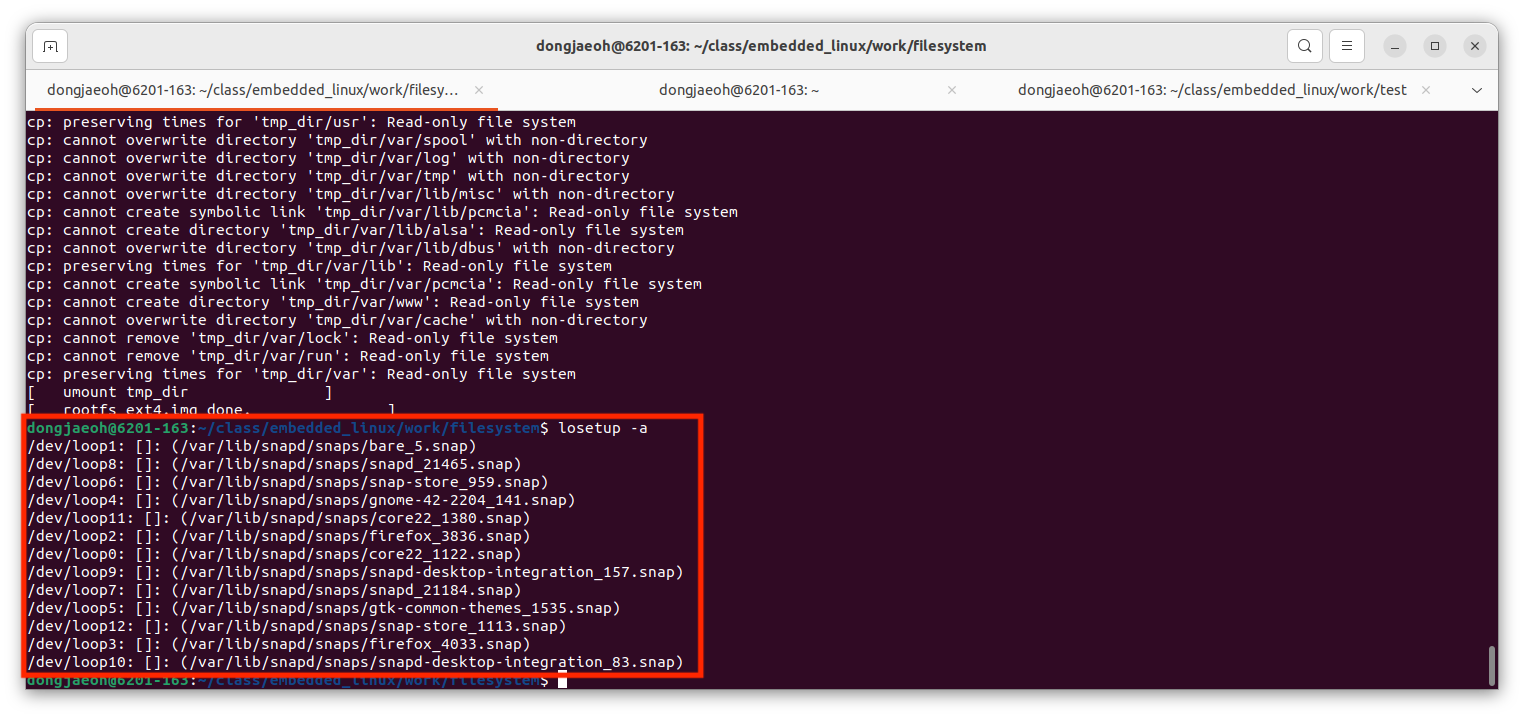 dongjaeoh@6201-163: ~/class/embedded_linux/work/filesystem
dongjaeoh@6201-163: ~/class/embedded_linux/work/filesy...
dongjaeoh@6201-163: ~
dongjaeoh@6201-163: ~/class/embedded_linux/work/test
cp: preserving times for 'tmp_dir/usr': Read-only file system
cp: cannot overwrite directory 'tmp_dir/var/spool' with non-directory
cp: cannot overwrite directory 'tmp_dir/var/log' with non-directory
cp: cannot overwrite directory 'tmp_dir/var/tmp' with non-directory
cp: cannot overwrite directory 'tmp_dir/var/lib/misc' with non-directory
cp: cannot create symbolic link 'tmp_dir/var/lib/pcmcia': Read-only file system
cp: cannot create directory 'tmp_dir/var/lib/alsa': Read-only file system
cp: cannot overwrite directory 'tmp_dir/var/lib/dbus' with non-directory
cp: preserving times for 'tmp_dir/var/lib': Read-only file system
cp: cannot create symbolic link 'tmp_dir/var/pcmcia': Read-only file system
cp: cannot create directory 'tmp_dir/var/www': Read-only file system
cp: cannot overwrite directory 'tmp_dir/var/cache' with non-directory
cp: cannot remove 'tmp_dir/var/lock': Read-only file system
cp: cannot remove 'tmp_dir/var/run': Read-only file system
cp: preserving times for 'tmp_dir/var': Read-only file system
[   umount tmp_dir               ]
[   rootfs ext4.img done.               ]
dongjaeoh@6201-163:~/class/embedded_linux/work/filesystem$ losetup -a
/dev/loop1: []: (/var/lib/snapd/snaps/bare_5.snap)
/dev/loop8: []: (/var/lib/snapd/snaps/snapd_21465.snap)
/dev/loop6: []: (/var/lib/snapd/snaps/snap-store_959.snap)
/dev/loop4: []: (/var/lib/snapd/snaps/gnome-42-2204_141.snap)
/dev/loop11: []: (/var/lib/snapd/snaps/core22_1380.snap)
/dev/loop2: []: (/var/lib/snapd/snaps/firefox_3836.snap)
/dev/loop0: []: (/var/lib/snapd/snaps/core22_1122.snap)
/dev/loop9: []: (/var/lib/snapd/snaps/snapd-desktop-integration_157.snap)
/dev/loop7: []: (/var/lib/snapd/snaps/snapd_21184.snap)
/dev/loop5: []: (/var/lib/snapd/snaps/gtk-common-themes_1535.snap)
/dev/loop12: []: (/var/lib/snapd/snaps/snap-store_1113.snap)
/dev/loop3: []: (/var/lib/snapd/snaps/firefox_4033.snap)
/dev/loop10: []: (/var/lib/snapd/snaps/snapd-desktop-integration_83.snap)
dongjaeoh@6201-163:~/class/embedded_linux/work/filesystem$